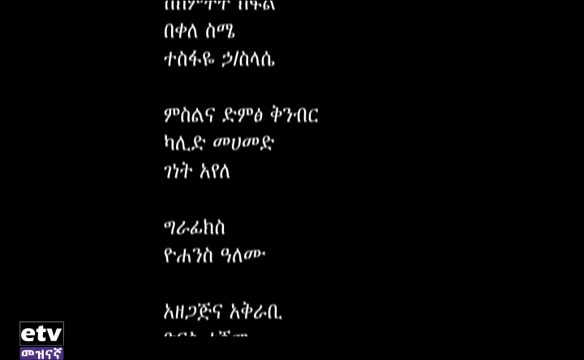 በቀለ ስሜ
ተስፋዬ ኃ/ስላሴ
ምስልና ድምፅ ቅንብር
ካሊድ መሀመድ
ገነት አየለ
ግራፊክስ
ዮሐንስ ዓለሙ
አዘጋጅና አቅራቢ
etv
መዝናኛ